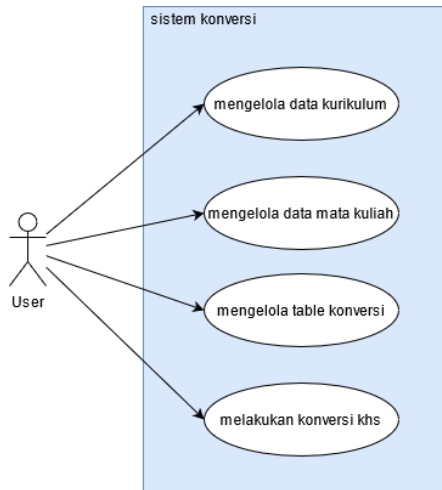 sistem konversi
mengelola data kurikulum
mengelola data mata kuliah
User
mengelola table konversi
melakukan konversi khs